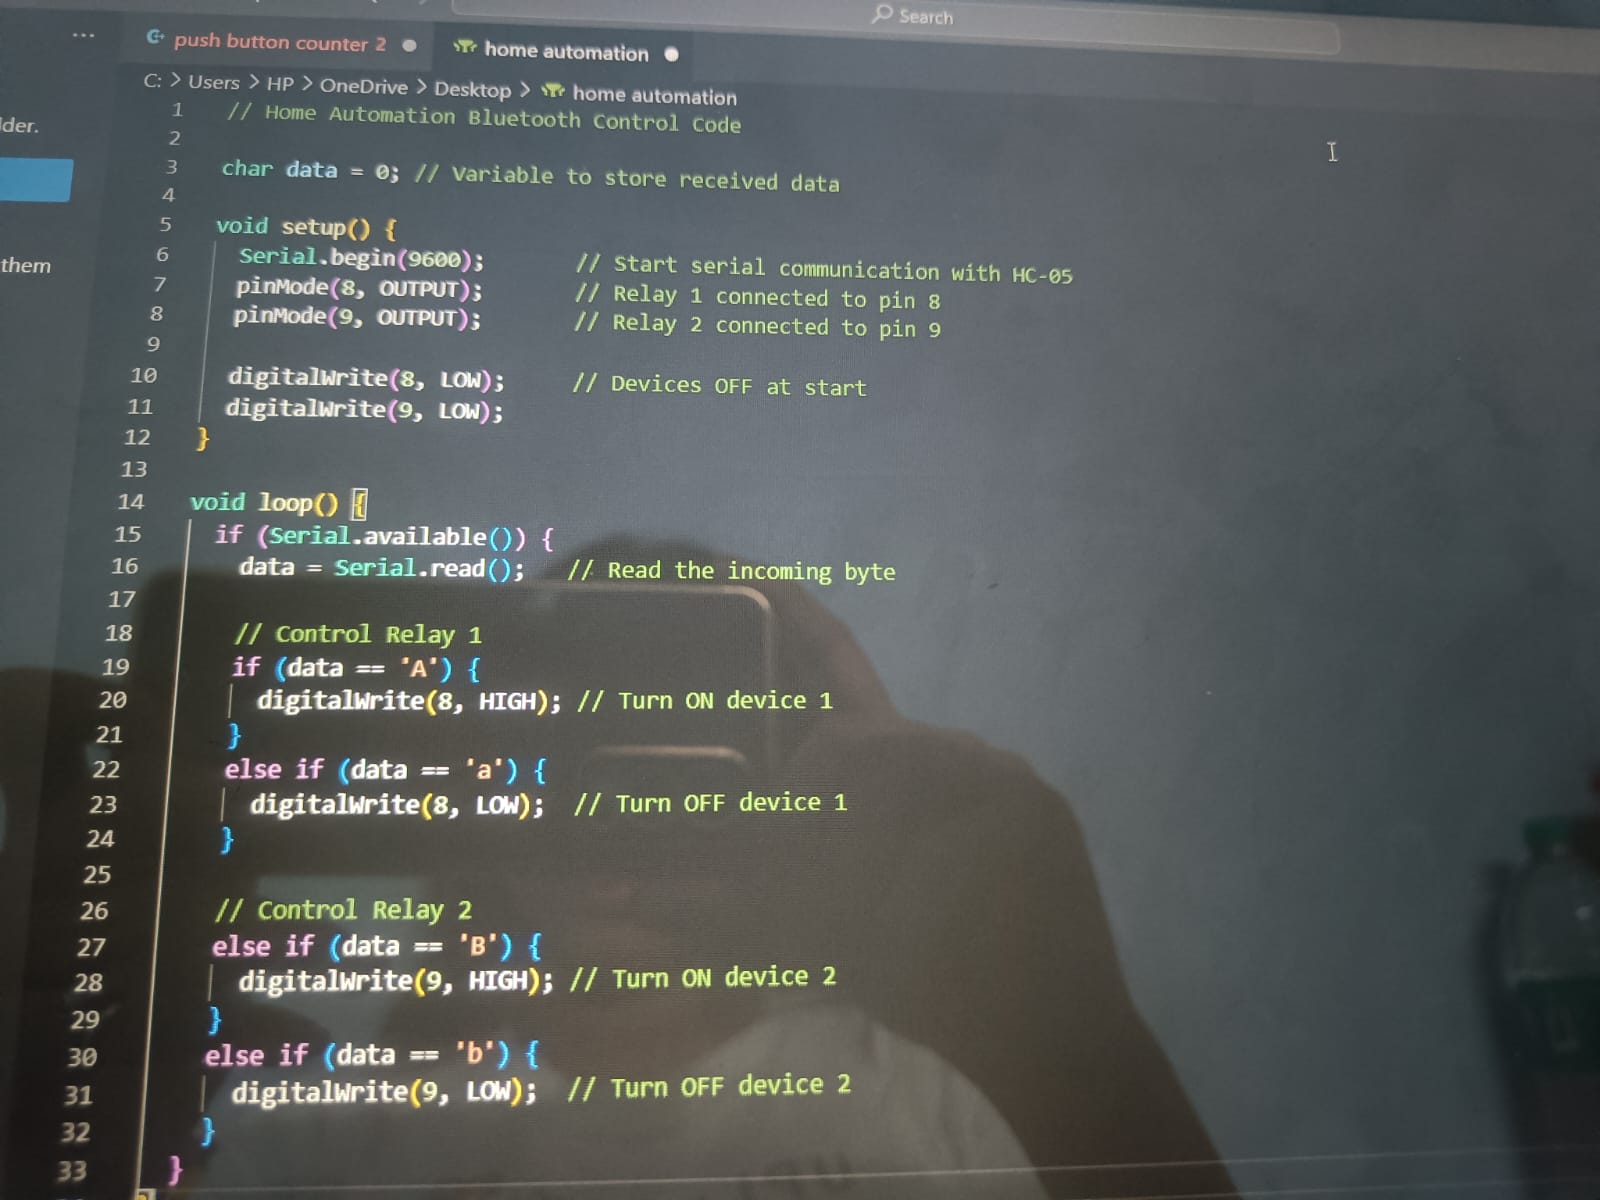 Search
push button counter 2
home automation
C: > Users > HP > OneDrive > Desktop > home automation
der.
them
1 // Home Automation Bluetooth Control Code
2
3 char data = 0; // Variable to store received data
4
5 void setup() {
6 Serial.begin(9600); // Start serial communication with HC-05
7 pinMode(8, OUTPUT); // Relay 1 connected to pin 8
8 pinMode(9, OUTPUT); // Relay 2 connected to pin 9
9
10 digitalWrite(8, LOW); // Devices OFF at start
11 digitalWrite(9, LOW);
12 }
13
14 void loop() {
15 if (Serial.available()) {
16 data = Serial.read(); // Read the incoming byte
17
18 // Control Relay 1
19 if (data == 'A') {
20 digitalWrite(8, HIGH); // Turn ON device 1
21 }
22 else if (data == 'a') {
23 digitalWrite(8, LOW); // Turn OFF device 1
24 }
25
26 // Control Relay 2
27 else if (data == 'B') {
28 digitalWrite(9, HIGH); // Turn ON device 2
29 }
30 else if (data == 'b') {
31 digitalWrite(9, LOW); // Turn OFF device 2
32 }
33 }